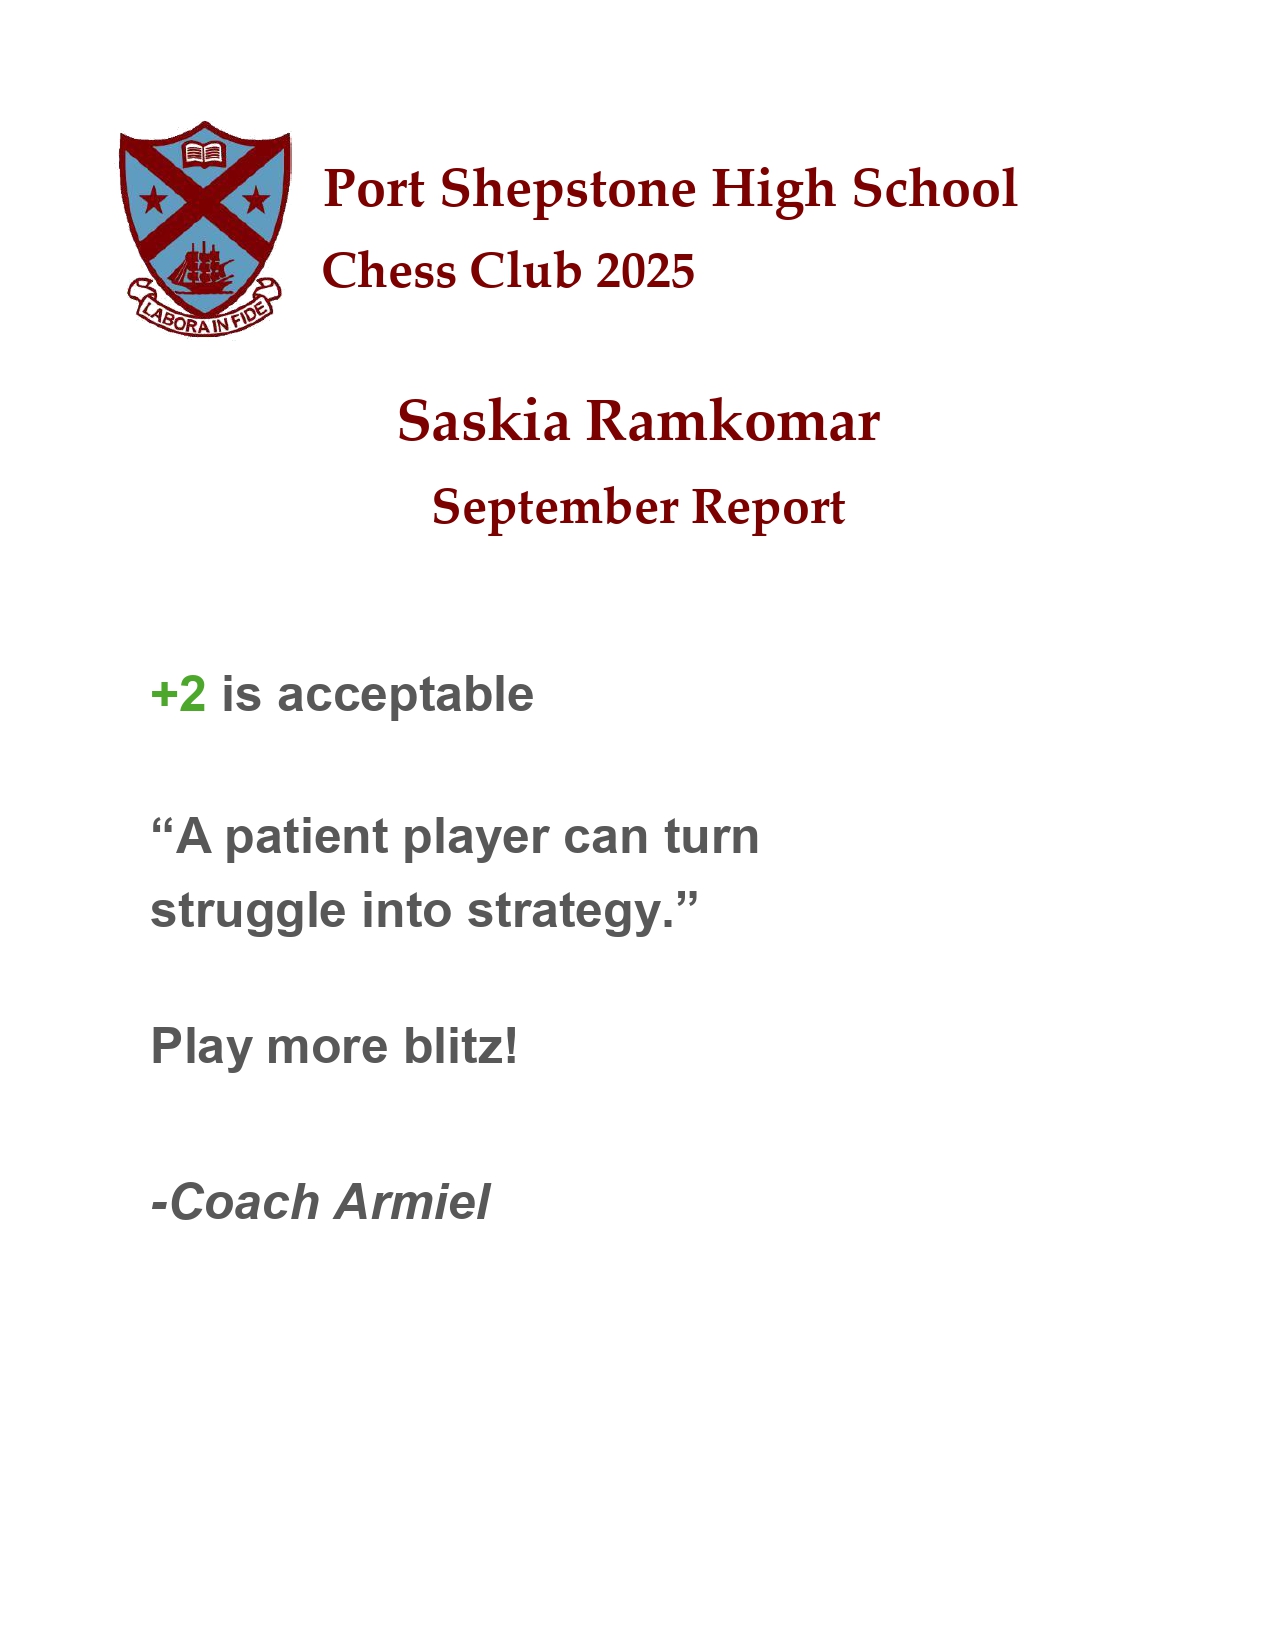 LABORA IN FIDE
Port Shepstone High School
Chess Club 2025
Saskia Ramkomar
September Report
+2 is acceptable
“A patient player can turn
struggle into strategy.”
Play more blitz!
-Coach Armiel